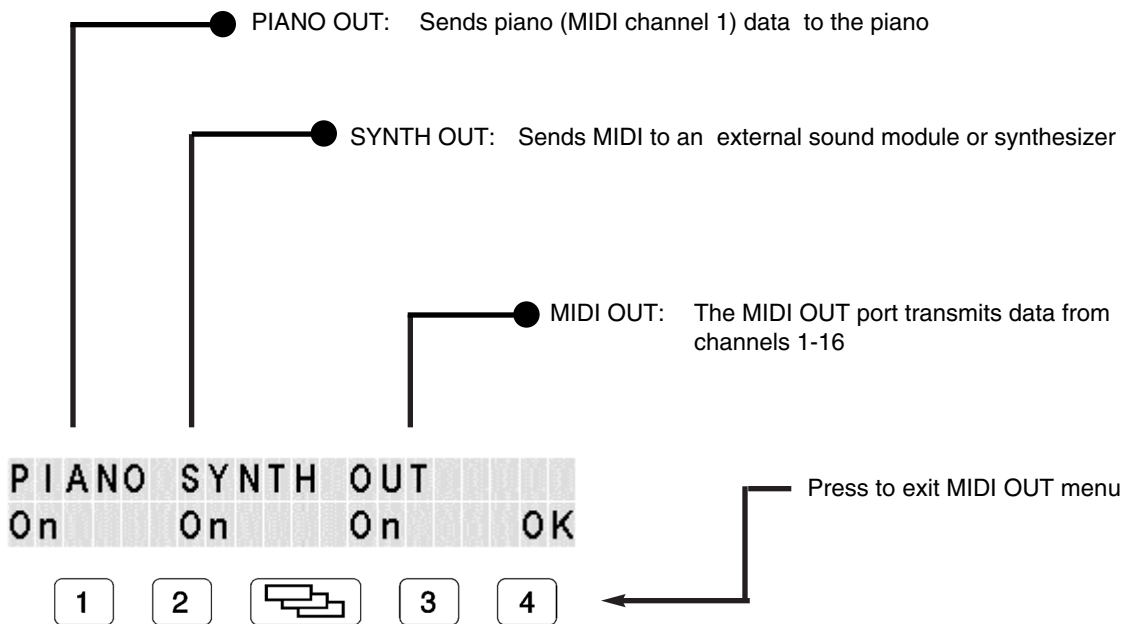 PIANO OUT: Sends piano (MIDI channel 1) data to the piano
SYNTH OUT: Sends MIDI to an external sound module or synthesizer
MIDI OUT: The MIDI OUT port transmits data from
channels 1-16
PIANO SYNTH OUT
On On On OK
Press to exit MIDI OUT menu
1 2 3 4